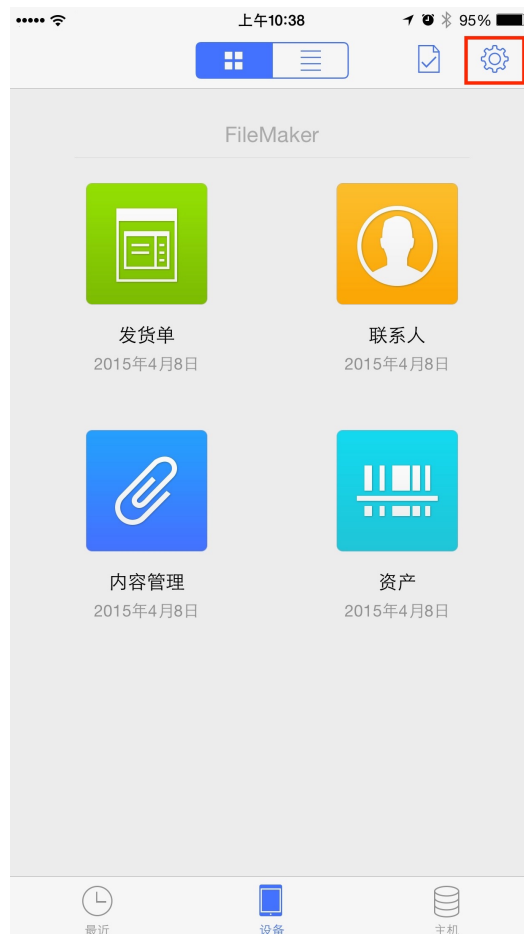 上午10:38
95%
FileMaker
发货单
联系人
2015年4月8日
2015年4月8日
内容管理
资产
2015年4月8日
2015年4月8日
最近
设备
主机